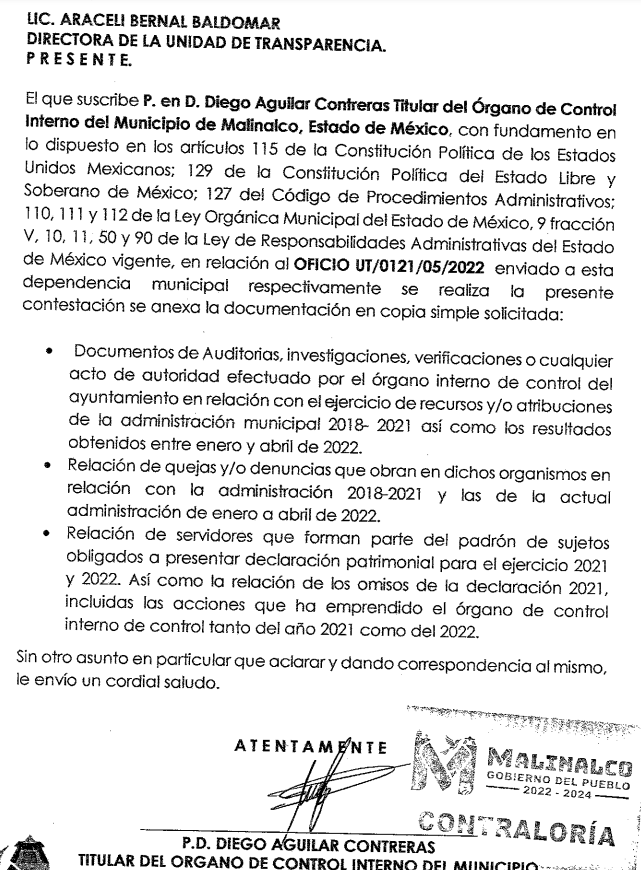 LIC. ARACELI BERNAL BALDOMAR
DIRECTORA DE LA UNIDAD DE TRANSPARENCIA.
P R E S E N T E.
El que suscribe P. en D. Diego Aguilar Contreras Titular del Órgano de Control
Interno del Municipio de Malinalco, Estado de México, con fundamento en
lo dispuesto en los artículos 115 de la Constitución Política de los Estados
Unidos Mexicanos; 129 de la Constitución Política del Estado Libre y
Soberano de México; 127 del Código de Procedimientos Administrativos;
110, 111 y 112 de la Ley Orgánica Municipal del Estado de México, 9 fracción
V, 10, 11, 50 y 90 de la Ley de Responsabilidades Administrativas del Estado
de México vigente, en relación al OFICIO UT/0121/05/2022 enviado a esta
dependencia municipal respectivamente se realiza la presente
contestación se anexa la documentación en copia simple solicitada:
• Documentos de Auditorias, investigaciones, verificaciones o cualquier
acto de autoridad efectuado por el órgano interno de control del
ayuntamiento en relación con el ejercicio de recursos y/o atribuciones
de la administración municipal 2018- 2021 así como los resultados
obtenidos entre enero y abril de 2022.
• Relación de quejas y/o denuncias que obran en dichos organismos en
relación con la administración 2018-2021 y las de la actual
administración de enero a abril de 2022.
• Relación de servidores que forman parte del padrón de sujetos
obligados a presentar declaración patrimonial para el ejercicio 2021
y 2022. Así como la relación de los omisos de la declaración 2021,
incluidas las acciones que ha emprendido el órgano de control
interno de control tanto del año 2021 como del 2022.
Sin otro asunto en particular que aclarar y dando correspondencia al mismo,
le envío un cordial saludo.
A T E N T A M E N T E
MALINALCO
GOBIERNO DEL PUEBLO
2022 - 2024
CONTRALORÍA
P.D. DIEGO AGUILAR CONTRERAS
TITULAR DEL ORGANO DE CONTROL INTERNO DEL MUNICIPIO